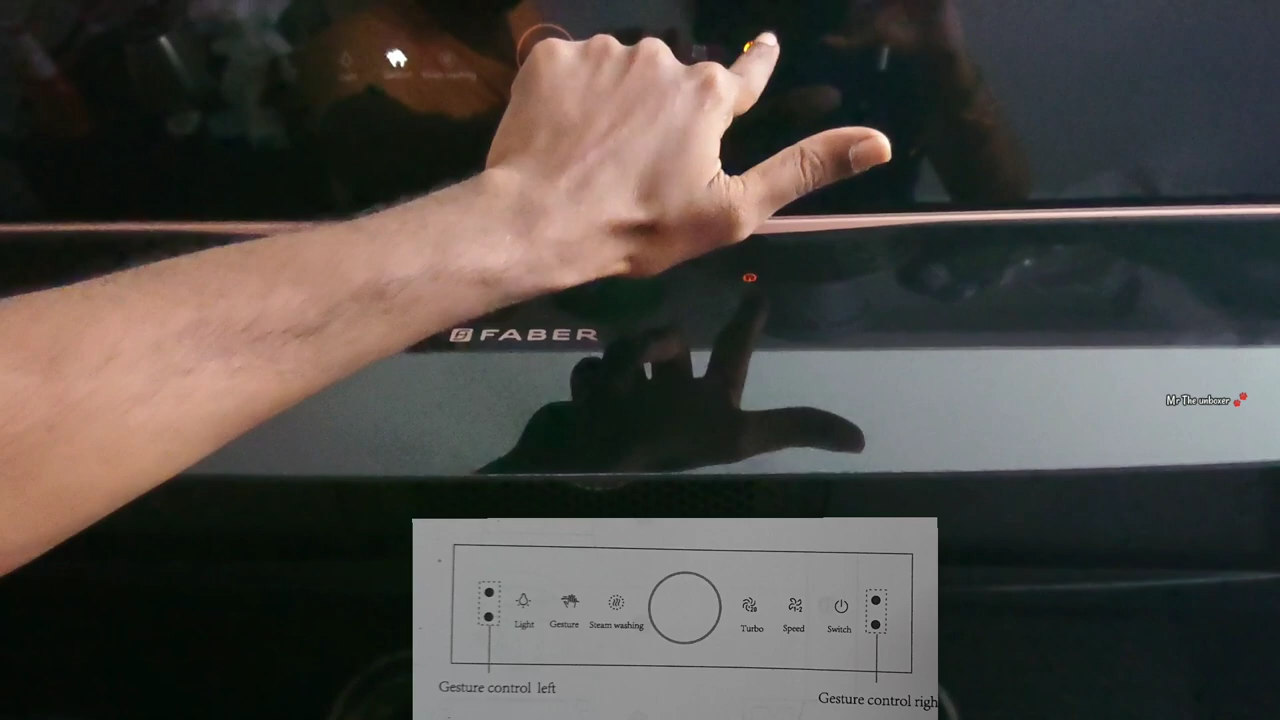 FABER
Mr The unboxer
Light Gesture Steam washing Turbo Speed Switch
Gesture control left
Gesture control righ